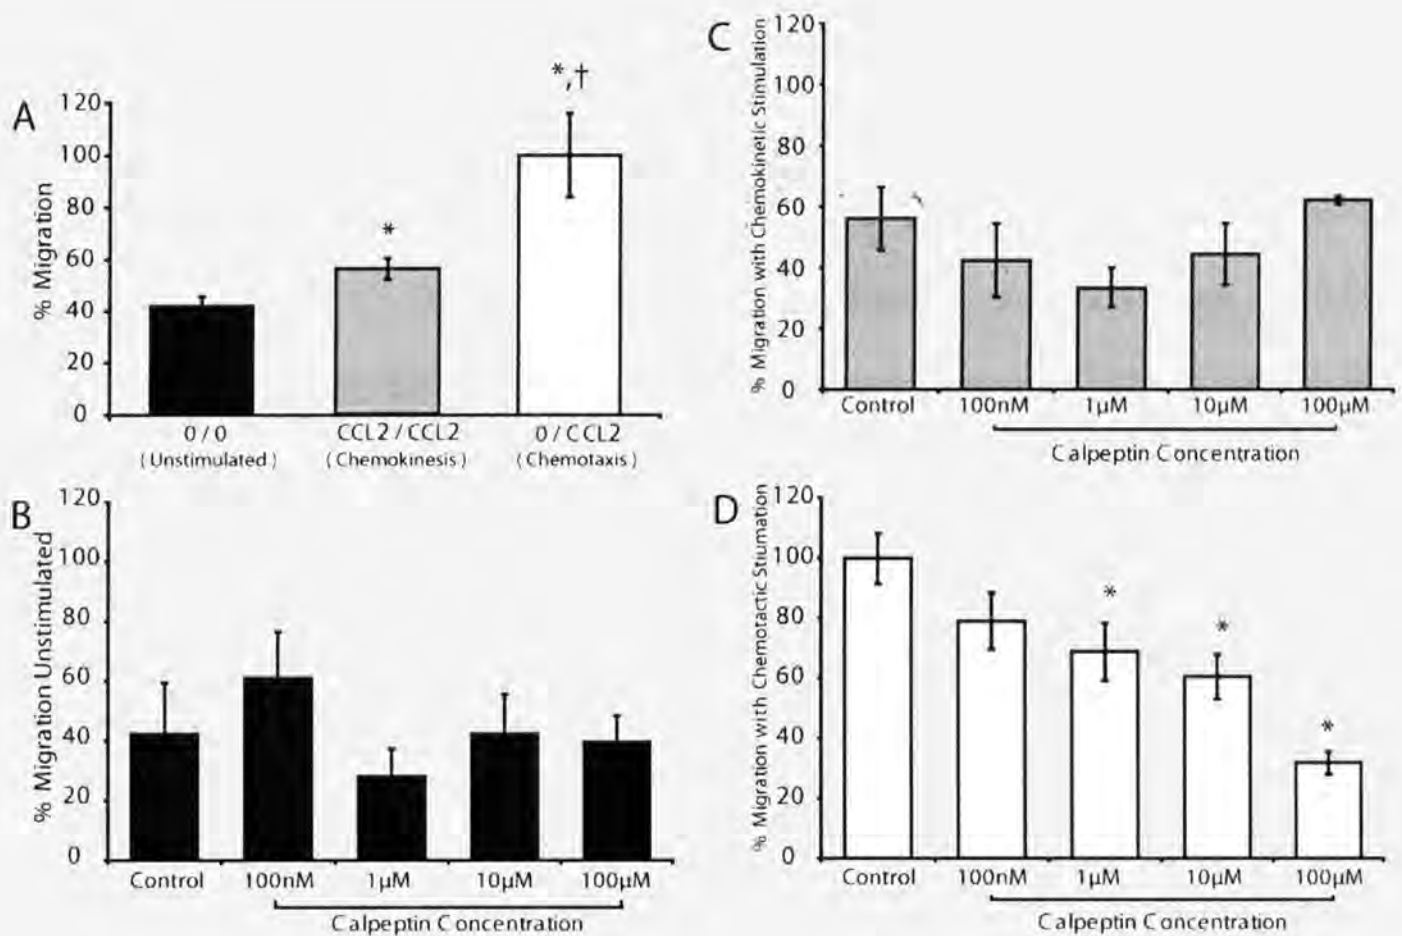 A
% Migration
120
100
80
60
40
20
0
*
*,†
0 / 0
(Unstimulated)
CCL2 / CCL2
(Chemokinesis)
0 / CCL2
(Chemotaxis)
B
% Migration Unstimulated
120
100
80
60
40
20
0
Control 100nM 1µM 10µM 100µM
Calpeptin Concentration
C
% Migration with Chemokinetic Stimulation
120
100
80
60
40
20
0
Control 100nM 1µM 10µM 100µM
Calpeptin Concentration
D
% Migration with Chemotactic Stiumation
120
100
80
60
40
20
0
*
*
*
Control 100nM 1µM 10µM 100µM
Calpeptin Concentration